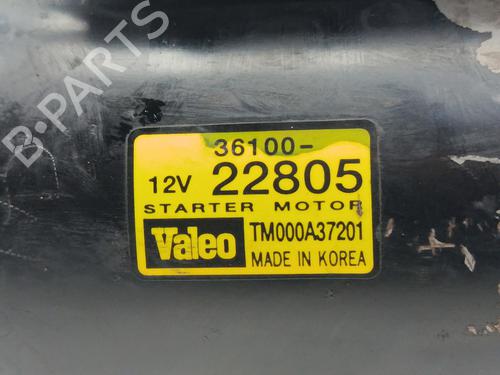 B-PARTS
36100-
12V 22805
STARTER MOTOR
Valeo TM000A37201
MADE IN KOREA